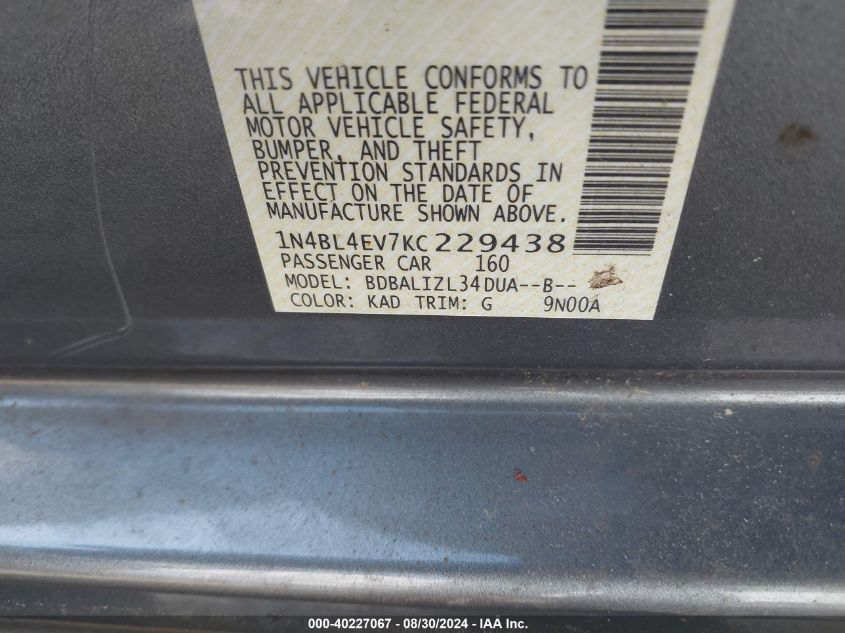 THIS VEHICLE CONFORMS TO
ALL APPLICABLE FEDERAL
MOTOR VEHICLE SAFETY,
BUMPER, AND THEFT
PREVENTION STANDARDS IN
EFFECT ON THE DATE OF
MANUFACTURE SHOWN ABOVE.
1N4BL4EV7KC229438
PASSENGER CAR 160
MODEL: BDBALIZL34DUA--B--
COLOR: KAD TRIM: G 9N00A
000-40227067 - 08/30/2024 - IAA Inc.